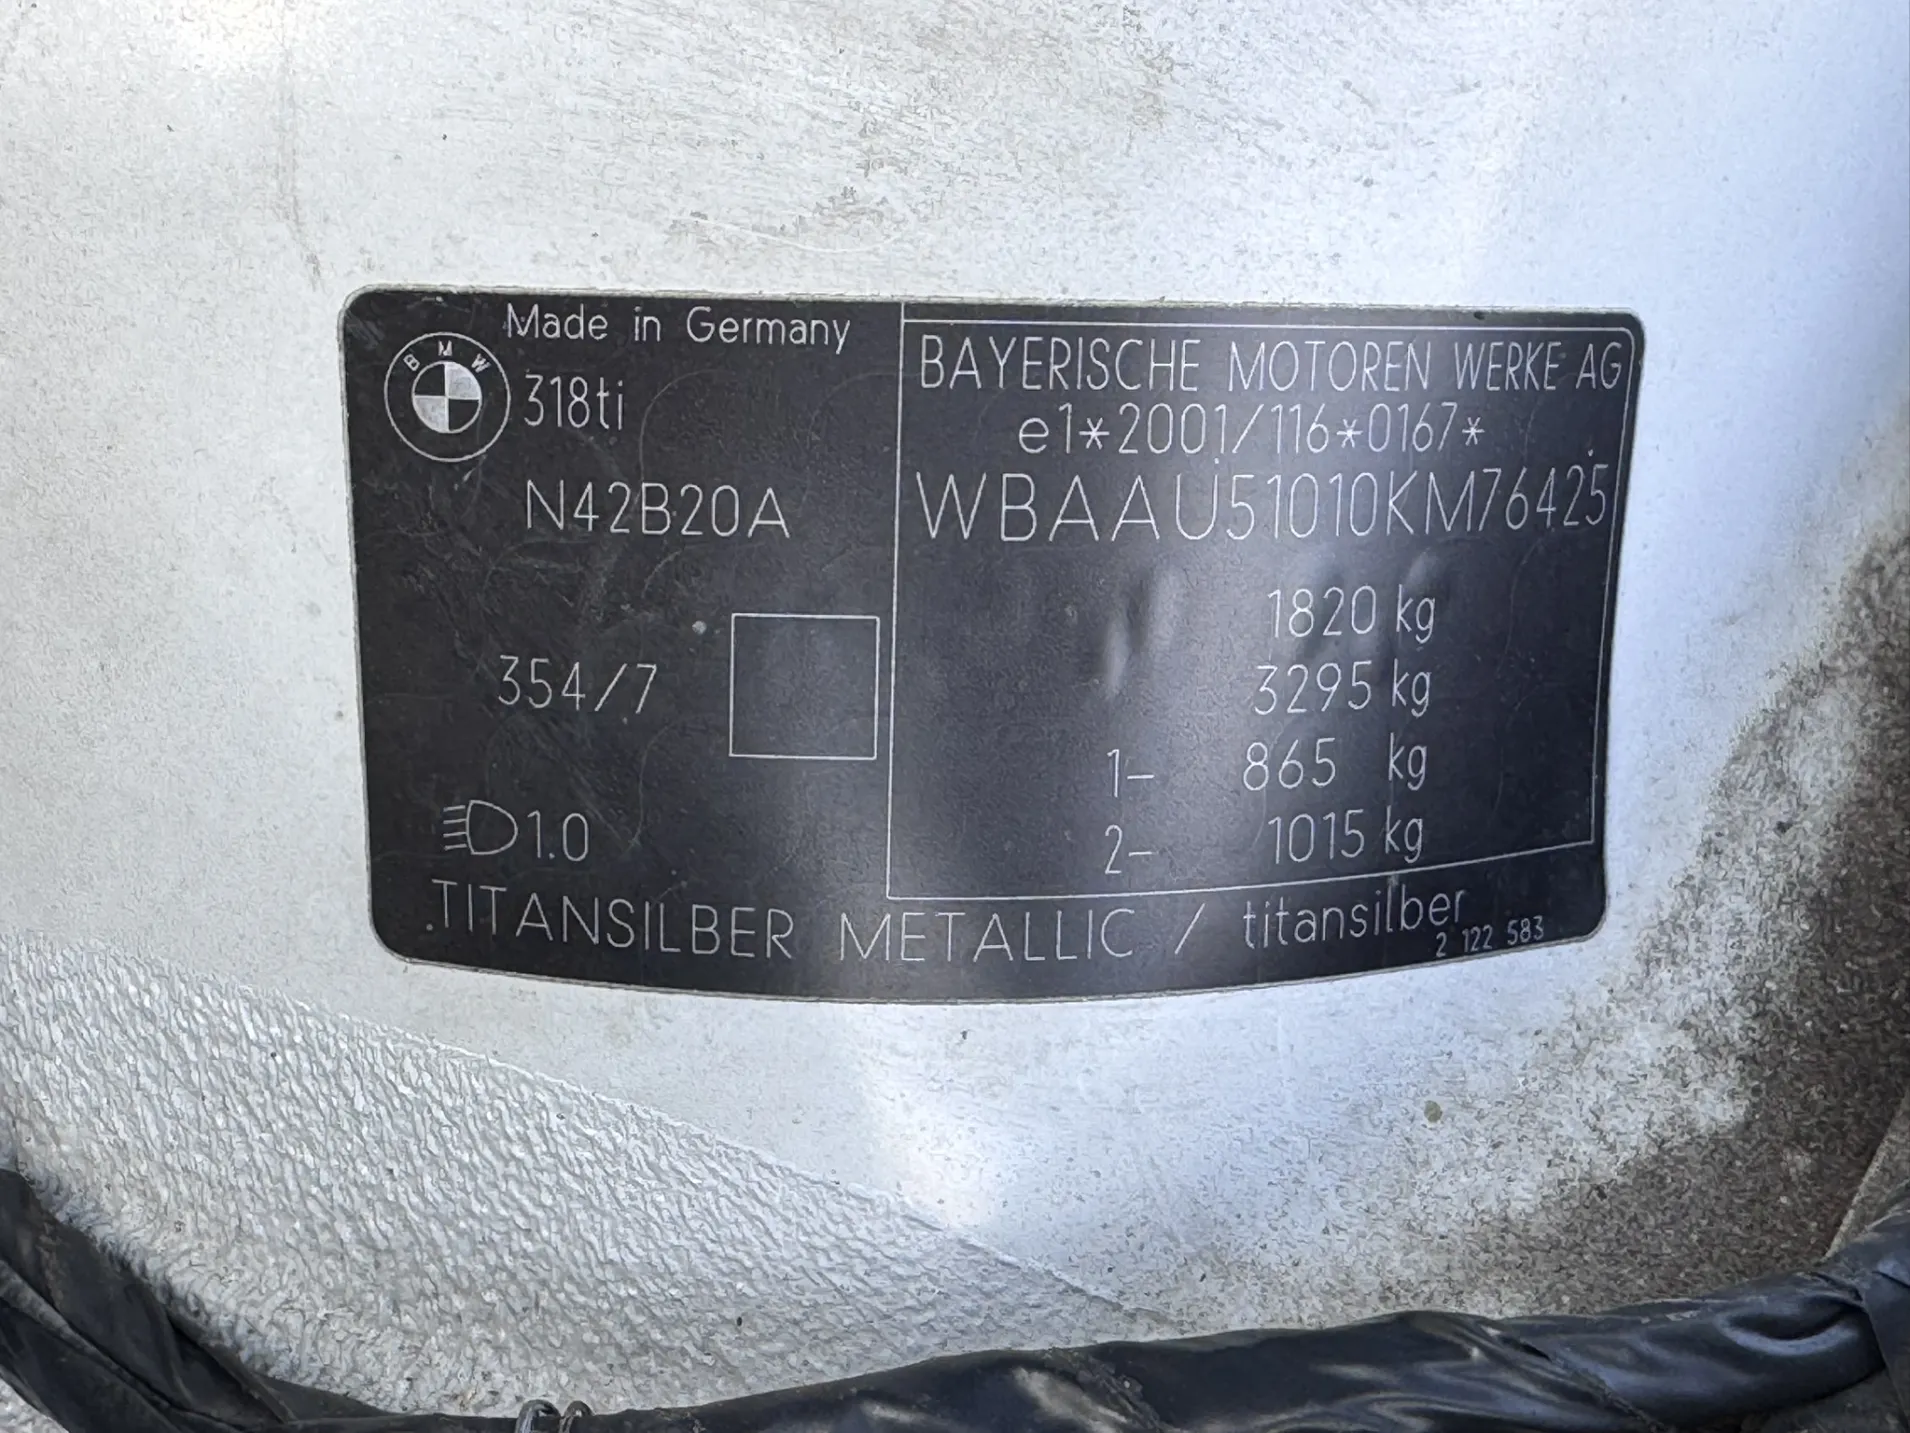 Made in Germany
BMW
318ti
N42B20A
354/7
1.0
BAYERISCHE MOTOREN WERKE AG
e1*2001/116*0167*
WBAAU51010KM76425
1820 kg
3295 kg
1- 865 kg
2- 1015 kg
TITANSILBER METALLIC / titansilber
2 122 583